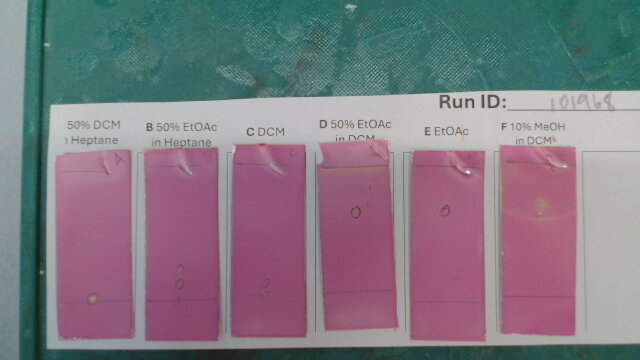 Run ID: 101968
50% DCM
Heptane
B 50% EtOAc
in Heptane
C DCM
D 50% EtOAc
in DCM
E EtOAc
F 10% MeOH
in DCM
A
B
C
E